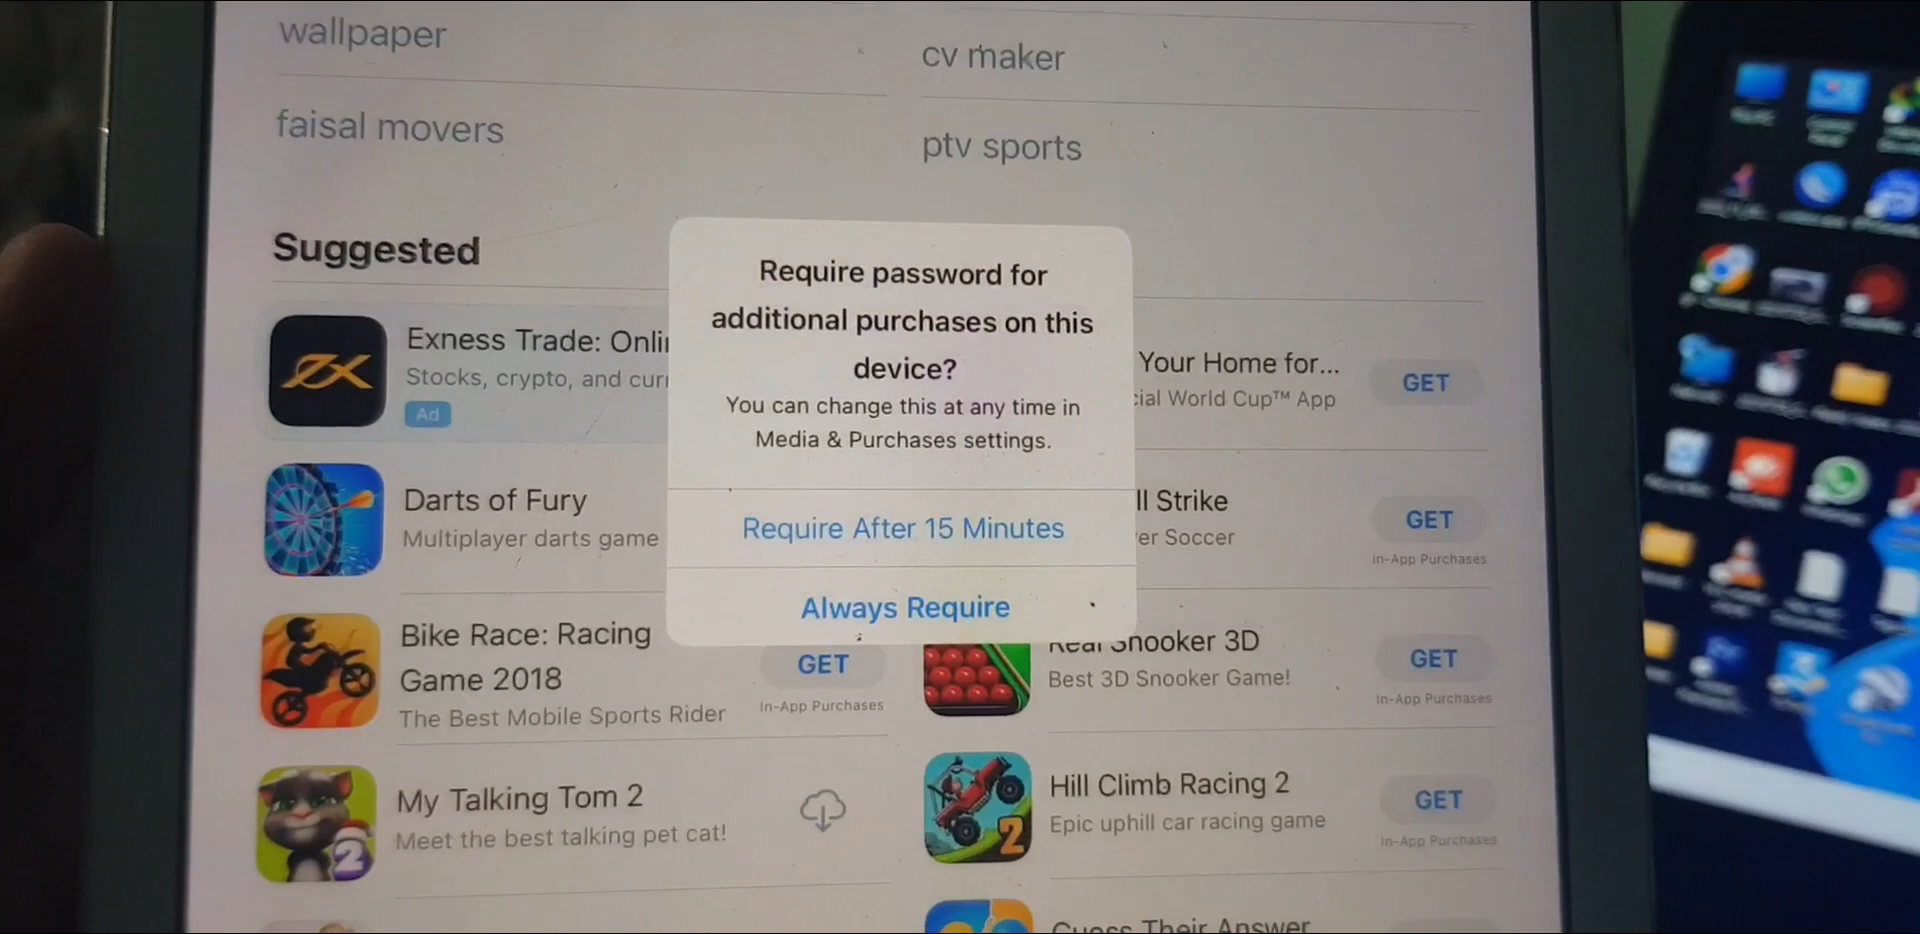 wallpaper
cv maker
faisal movers
ptv sports
Suggested
Require password for
additional purchases on this
device?
You can change this at any time in
Media & Purchases settings.
Require After 15 Minutes
Always Require
Exness Trade: Onli
Stocks, crypto, and curr
Ad
Your Home for...
cial World Cup™ App
GET
Darts of Fury
Multiplayer darts game
ll Strike
er Soccer
GET
In-App Purchases
Bike Race: Racing
Game 2018
The Best Mobile Sports Rider
GET
In-App Purchases
Real Snooker 3D
Best 3D Snooker Game!
GET
In-App Purchases
My Talking Tom 2
Meet the best talking pet cat!
2
Hill Climb Racing 2
Epic uphill car racing game
2
GET
In-App Purchases
Guess Their Answer